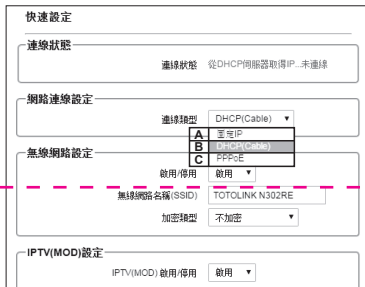 快速設定
連線狀態
連線狀態 從DHCP伺服器取得IP...未連線
網路連線設定
連線類型 DHCP(Cable)
A 固定IP
B DHCP(Cable)
C PPPoE
無線網路設定
啟用/停用 啟用
無線網路名稱(SSID) TOTOLINK N302RE
加密類型 不加密
IPTV(MOD)設定
IPTV(MOD) 啟用/停用 啟用